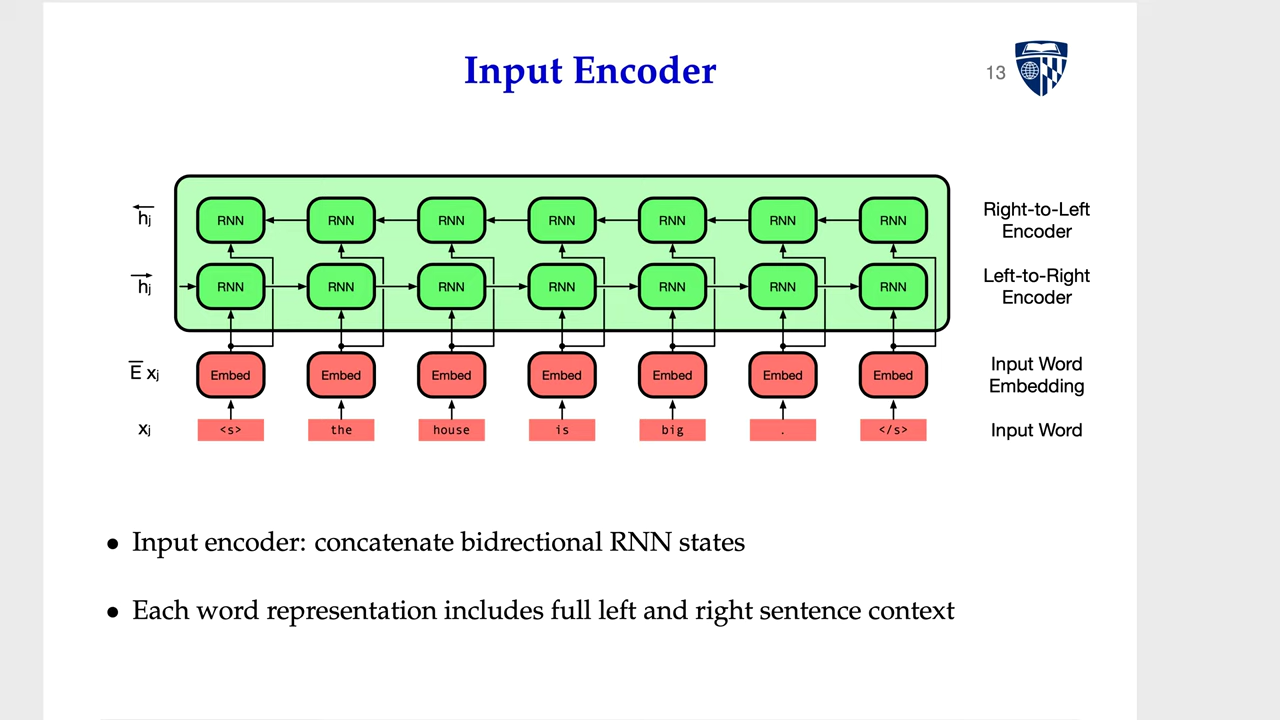 Input Encoder
13
←hj RNN RNN RNN RNN RNN RNN RNN Right-to-Left
Encoder
→hj RNN RNN RNN RNN RNN RNN RNN Left-to-Right
Encoder
Ē xj Embed Embed Embed Embed Embed Embed Embed Input Word
Embedding
xj <s> the house is big . </s> Input Word
• Input encoder: concatenate bidrectional RNN states
• Each word representation includes full left and right sentence context